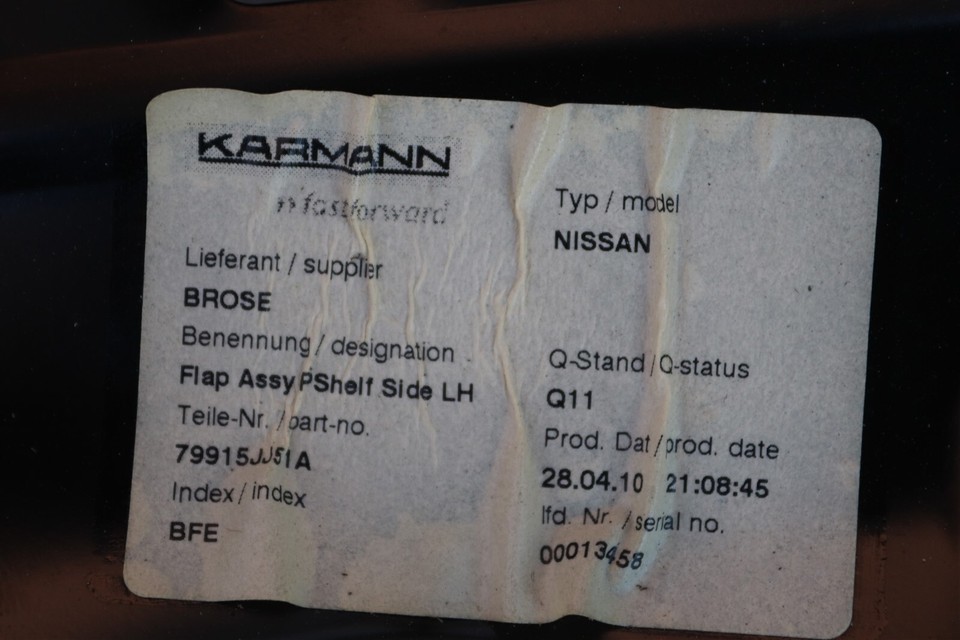 KARMANN
fastforward
Lieferant / supplier
BROSE
Benennung / designation
Flap Assy PShelf Side LH
Teile-Nr. / part-no.
79915JJ51A
Index / index
BFE
Typ / model
NISSAN
Q-Stand / Q-status
Q11
Prod. Dat / prod. date
28.04.10 21:08:45
lfd. Nr. / serial no.
00013458